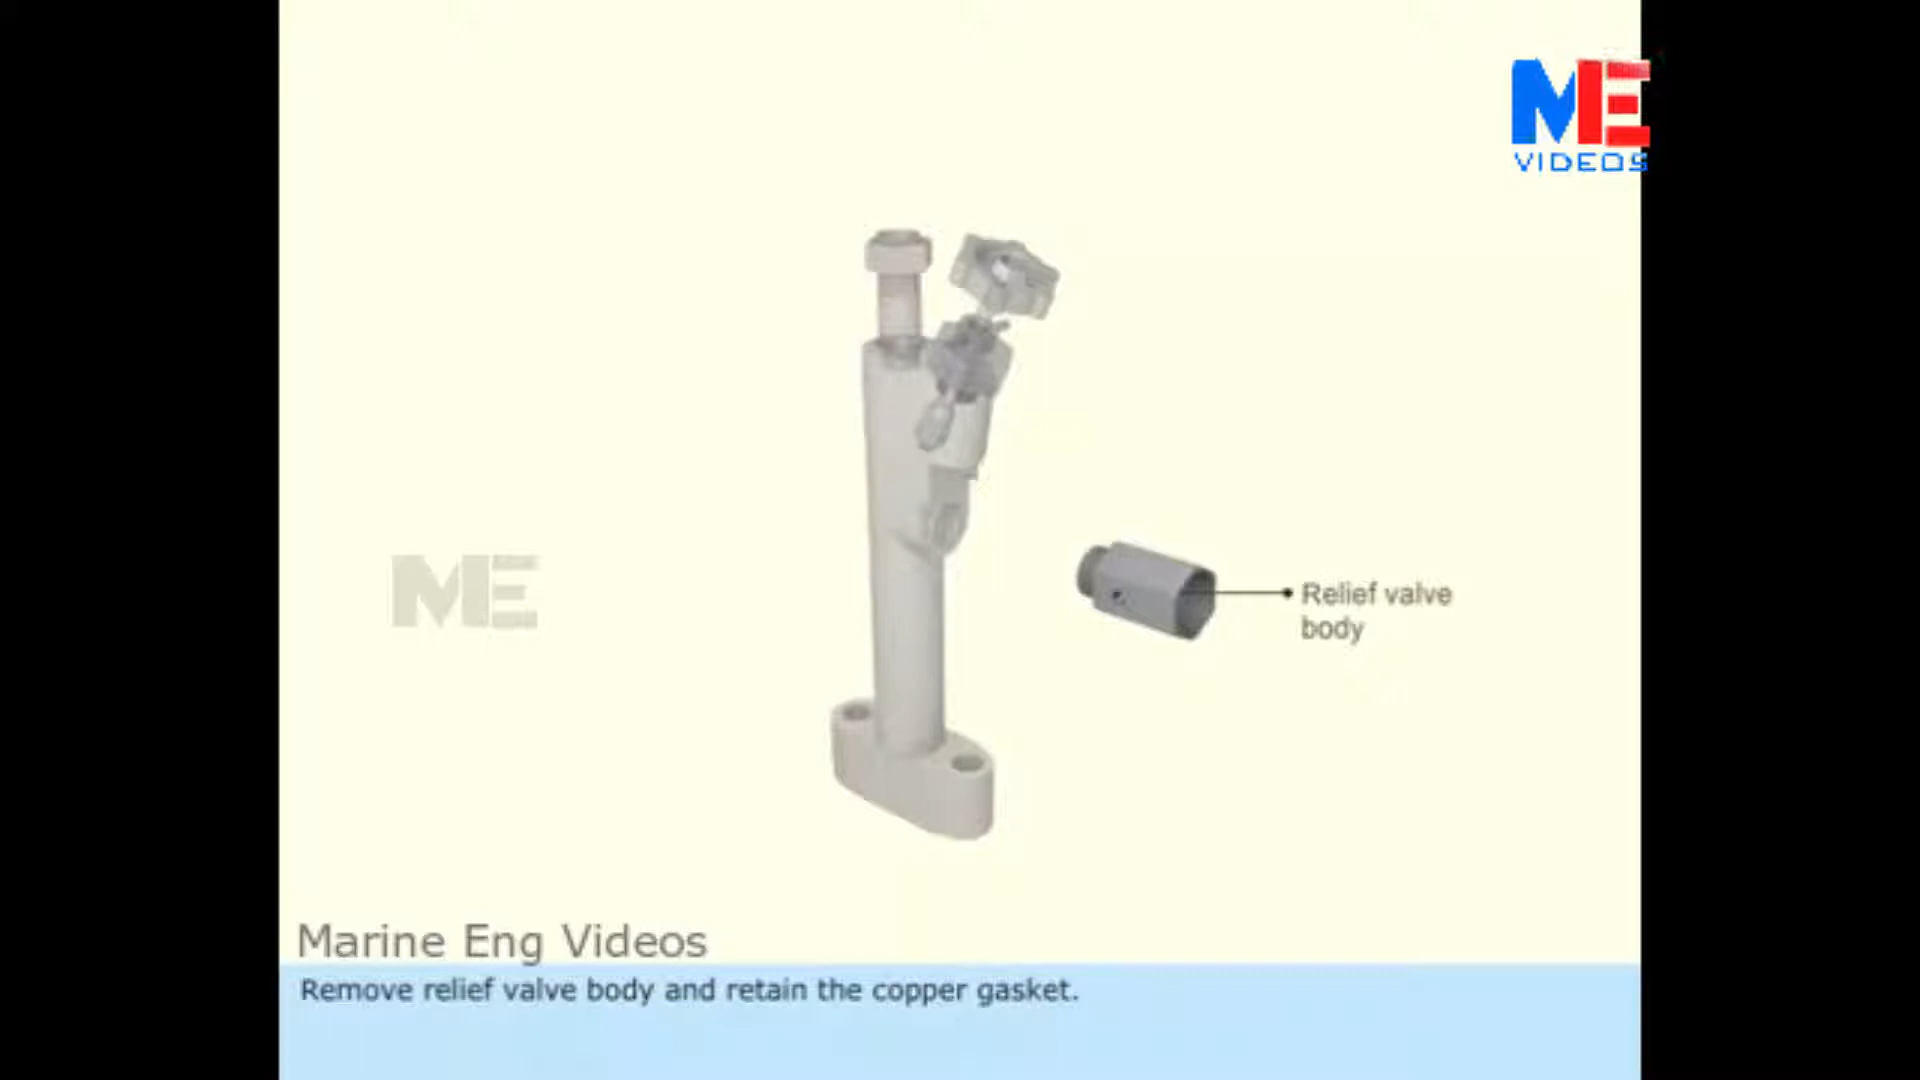 ME
VIDEOS
ME
Relief valve
body
Marine Eng Videos
Remove relief valve body and retain the copper gasket.